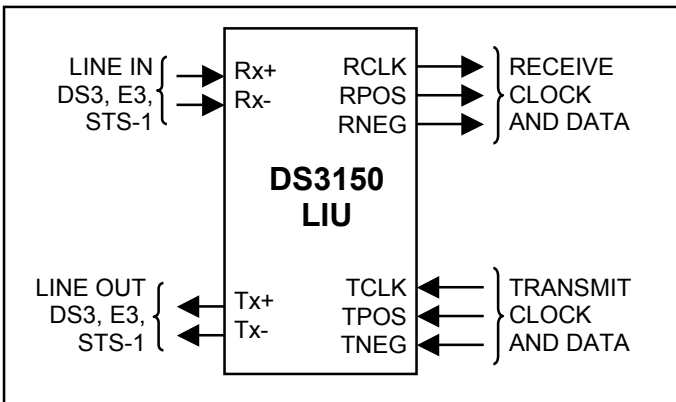 LINE IN
DS3, E3,
STS-1
Rx+
Rx-
RCLK
RPOS
RNEG
RECEIVE
CLOCK
AND DATA
DS3150
LIU
LINE OUT
DS3, E3,
STS-1
Tx+
Tx-
TCLK
TPOS
TNEG
TRANSMIT
CLOCK
AND DATA